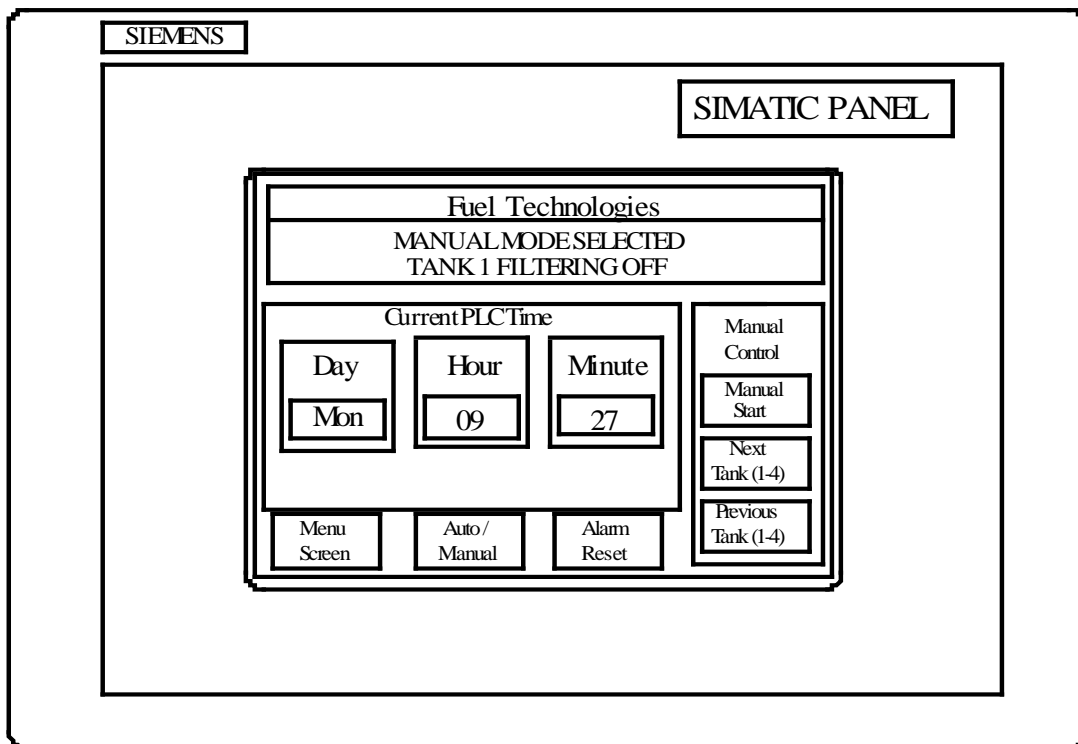 SIEMENS
SIMATIC PANEL
Fuel Technologies
MANUAL MODE SELECTED
TANK 1 FILTERING OFF
Current PLC Time
Day
Mon
Hour
09
Minute
27
Manual
Control
Manual
Start
Next
Tank (1-4)
Previous
Tank (1-4)
Menu
Screen
Auto /
Manual
Alarm
Reset